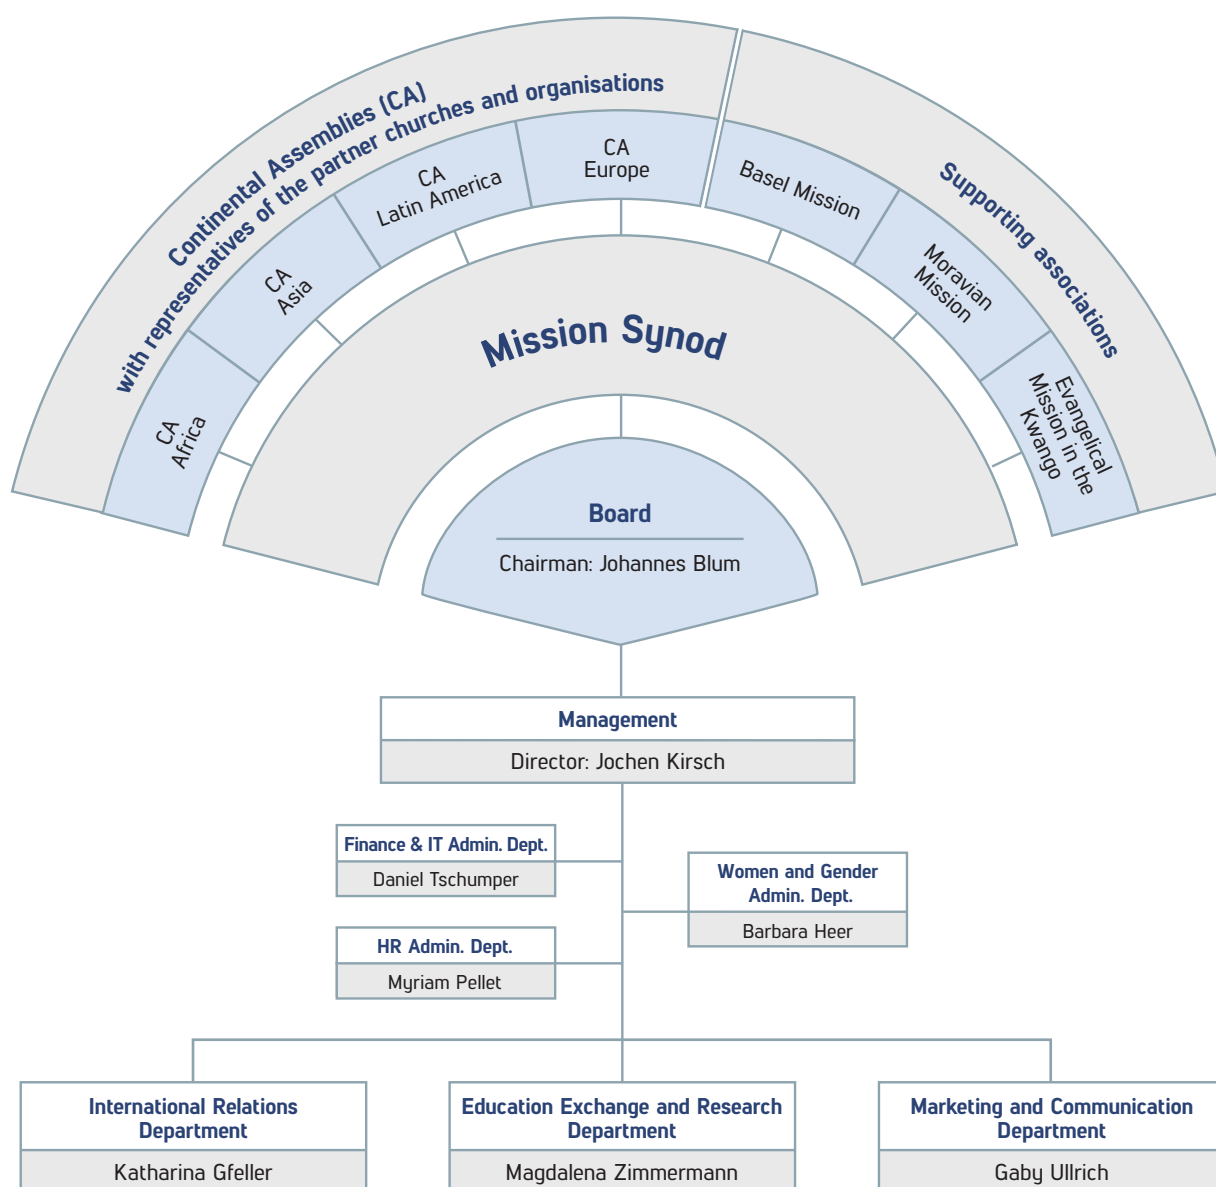 Continental Assemblies (CA)
with representatives of the partner churches and organisations
Supporting associations
CA
Africa
CA
Asia
CA
Latin America
CA
Europe
Basel Mission
Moravian
Mission
Evangelical
Mission in the
Kwango
Mission Synod
Board
Chairman: Johannes Blum
Management
Director: Jochen Kirsch
Finance & IT Admin. Dept.
Daniel Tschumper
Women and Gender
Admin. Dept.
Barbara Heer
HR Admin. Dept.
Myriam Pellet
International Relations
Department
Katharina Gfeller
Education Exchange and Research
Department
Magdalena Zimmermann
Marketing and Communication
Department
Gaby Ullrich